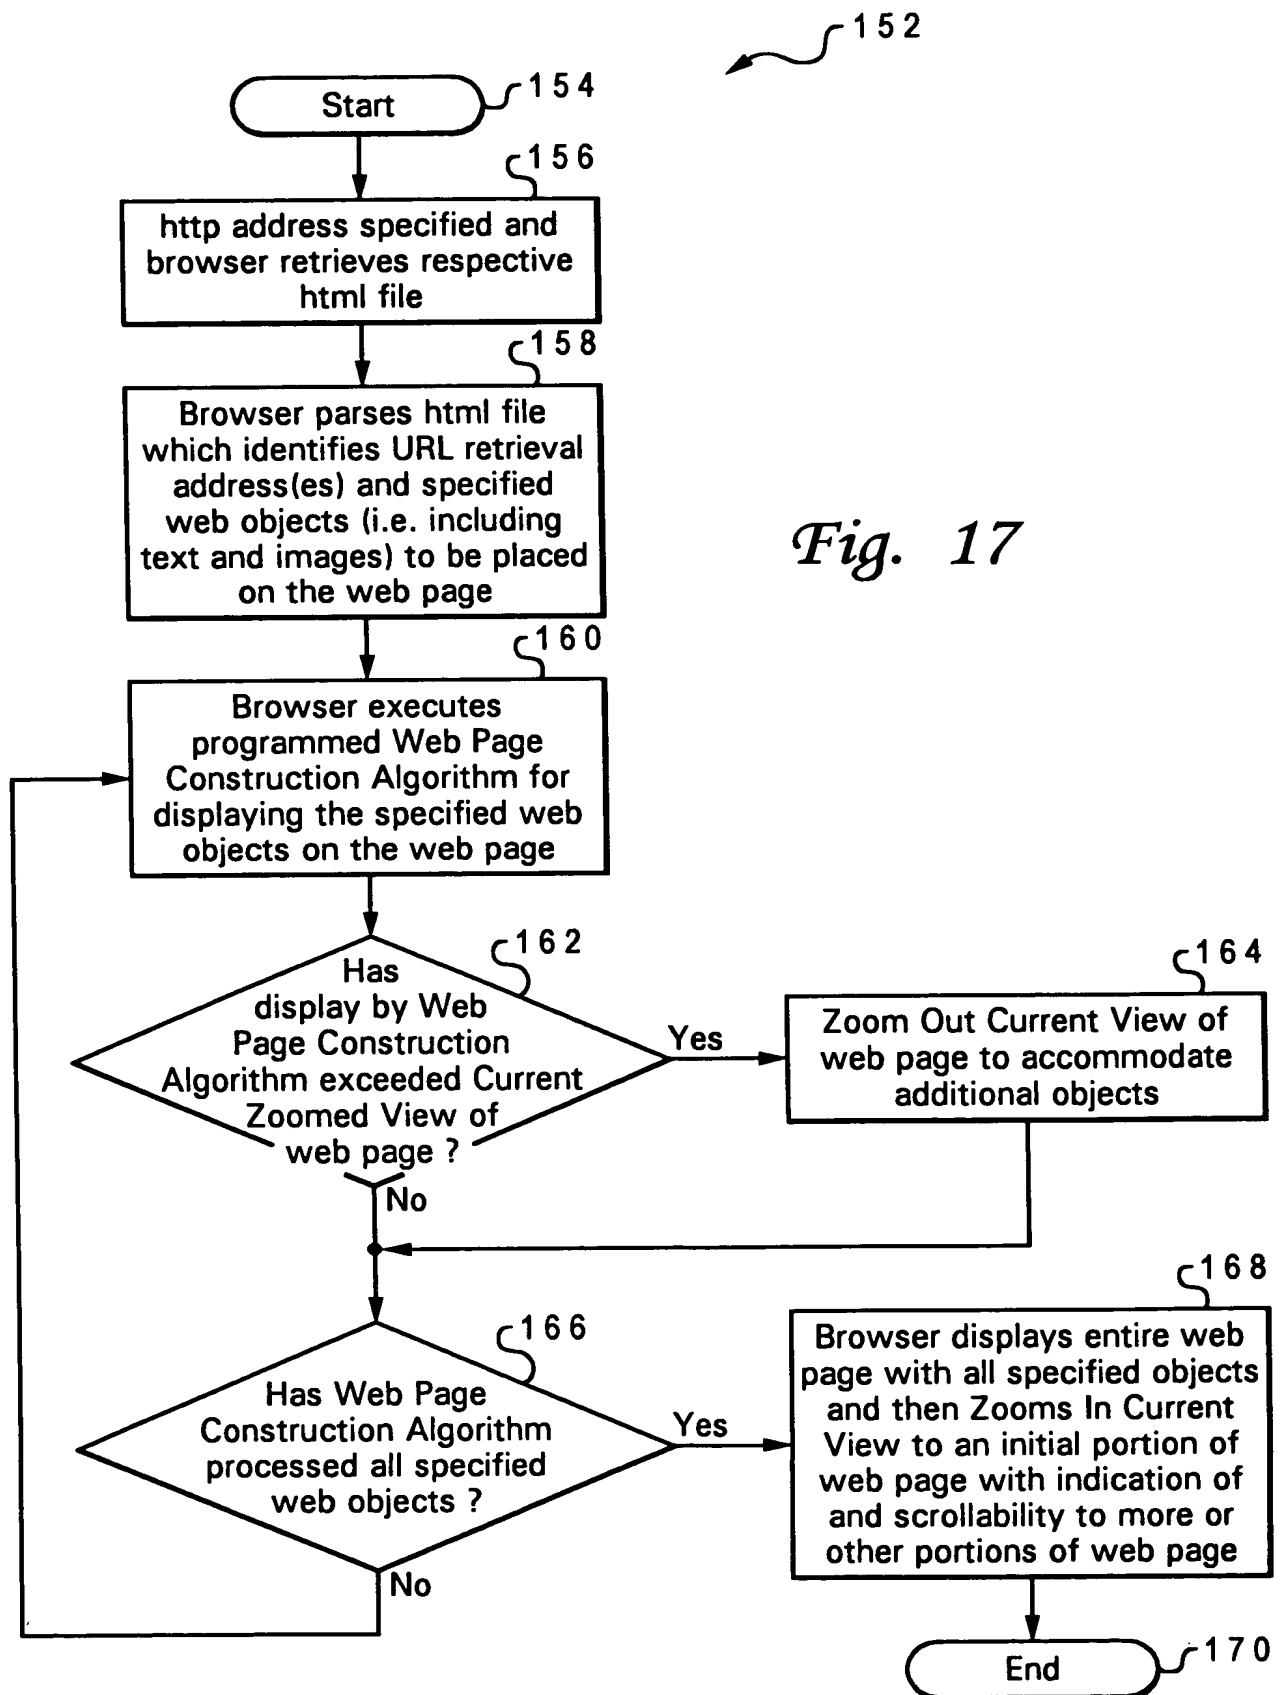 152
Start
154
156
http address specified and
browser retrieves respective
html file
158
Browser parses html file
which identifies URL retrieval
address(es) and specified
web objects (i.e. including
text and images) to be placed
on the web page
Fig. 17
160
Browser executes
programmed Web Page
Construction Algorithm for
displaying the specified web
objects on the web page
162
Has
display by Web
Page Construction
Algorithm exceeded Current
Zoomed View of
web page ?
Yes
No
164
Zoom Out Current View of
web page to accommodate
additional objects
166
Has Web Page
Construction Algorithm
processed all specified
web objects ?
Yes
No
168
Browser displays entire web
page with all specified objects
and then Zooms In Current
View to an initial portion of
web page with indication of
and scrollability to more or
other portions of web page
End
170